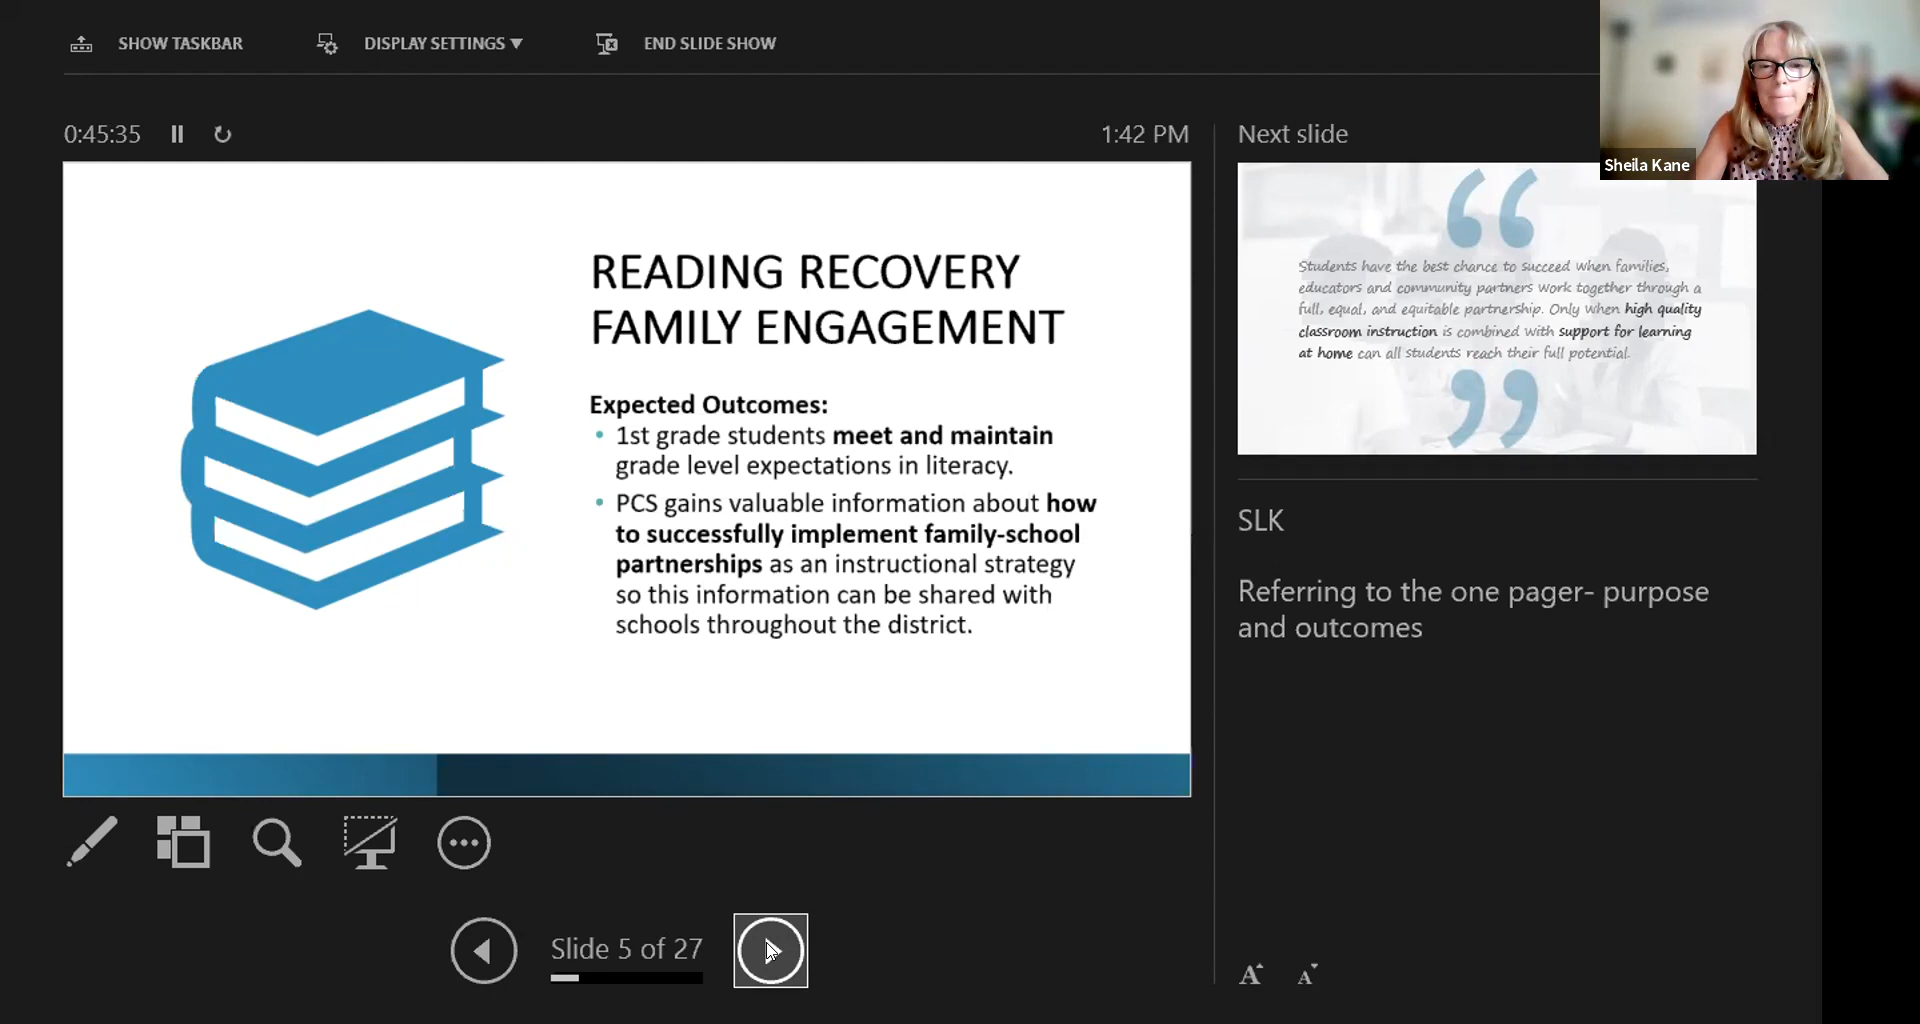 SHOW TASKBAR
DISPLAY SETTINGS ▼
END SLIDE SHOW
0:45:35
1:42 PM
READING RECOVERY
FAMILY ENGAGEMENT
Expected Outcomes:
• 1st grade students meet and maintain
grade level expectations in literacy.
• PCS gains valuable information about how
to successfully implement family-school
partnerships as an instructional strategy
so this information can be shared with
schools throughout the district.
Slide 5 of 27
Next slide
“
Students have the best chance to succeed when families,
educators and community partners work together through a
full, equal, and equitable partnership. Only when high quality
classroom instruction is combined with support for learning
at home can all students reach their full potential.
”
SLK
Referring to the one pager- purpose
and outcomes
A A
Sheila Kane